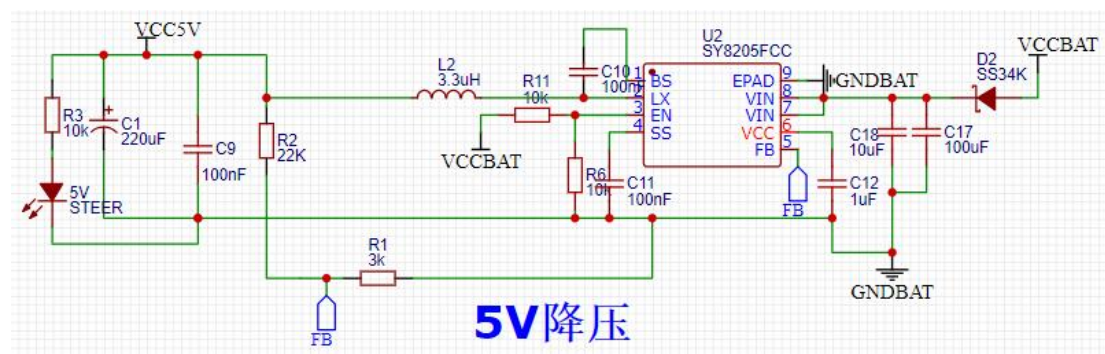 VCC5V
R3
10k
C1
220uF
C9
100nF
5V
STEER
R2
22K
L2
3.3uH
R11
10k
VCCBAT
C10
100n
U2
SY8205FCC
1
BS
2
LX
3
EN
4
SS
EPAD
9
VIN
8
VIN
7
VCC
6
FB
5
GNDBAT
D2
SS34K
VCCBAT
C18
10uF
C17
100uF
R6
10k
C11
100nF
C12
1uF
FB
R1
3k
FB
GNDBAT
5V降压